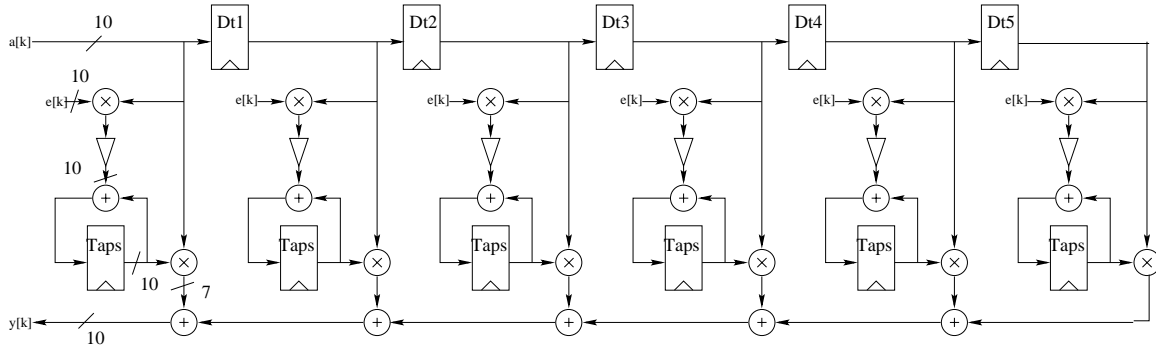 10 Dt1 Dt2 Dt3 Dt4 Dt5
a[k]
10
e[k] × e[k] × e[k] × e[k] × e[k] × e[k] ×
10
+ + + + + +
Taps Taps Taps Taps Taps Taps
× × × × × ×
10 7
y[k] + + + + +
10